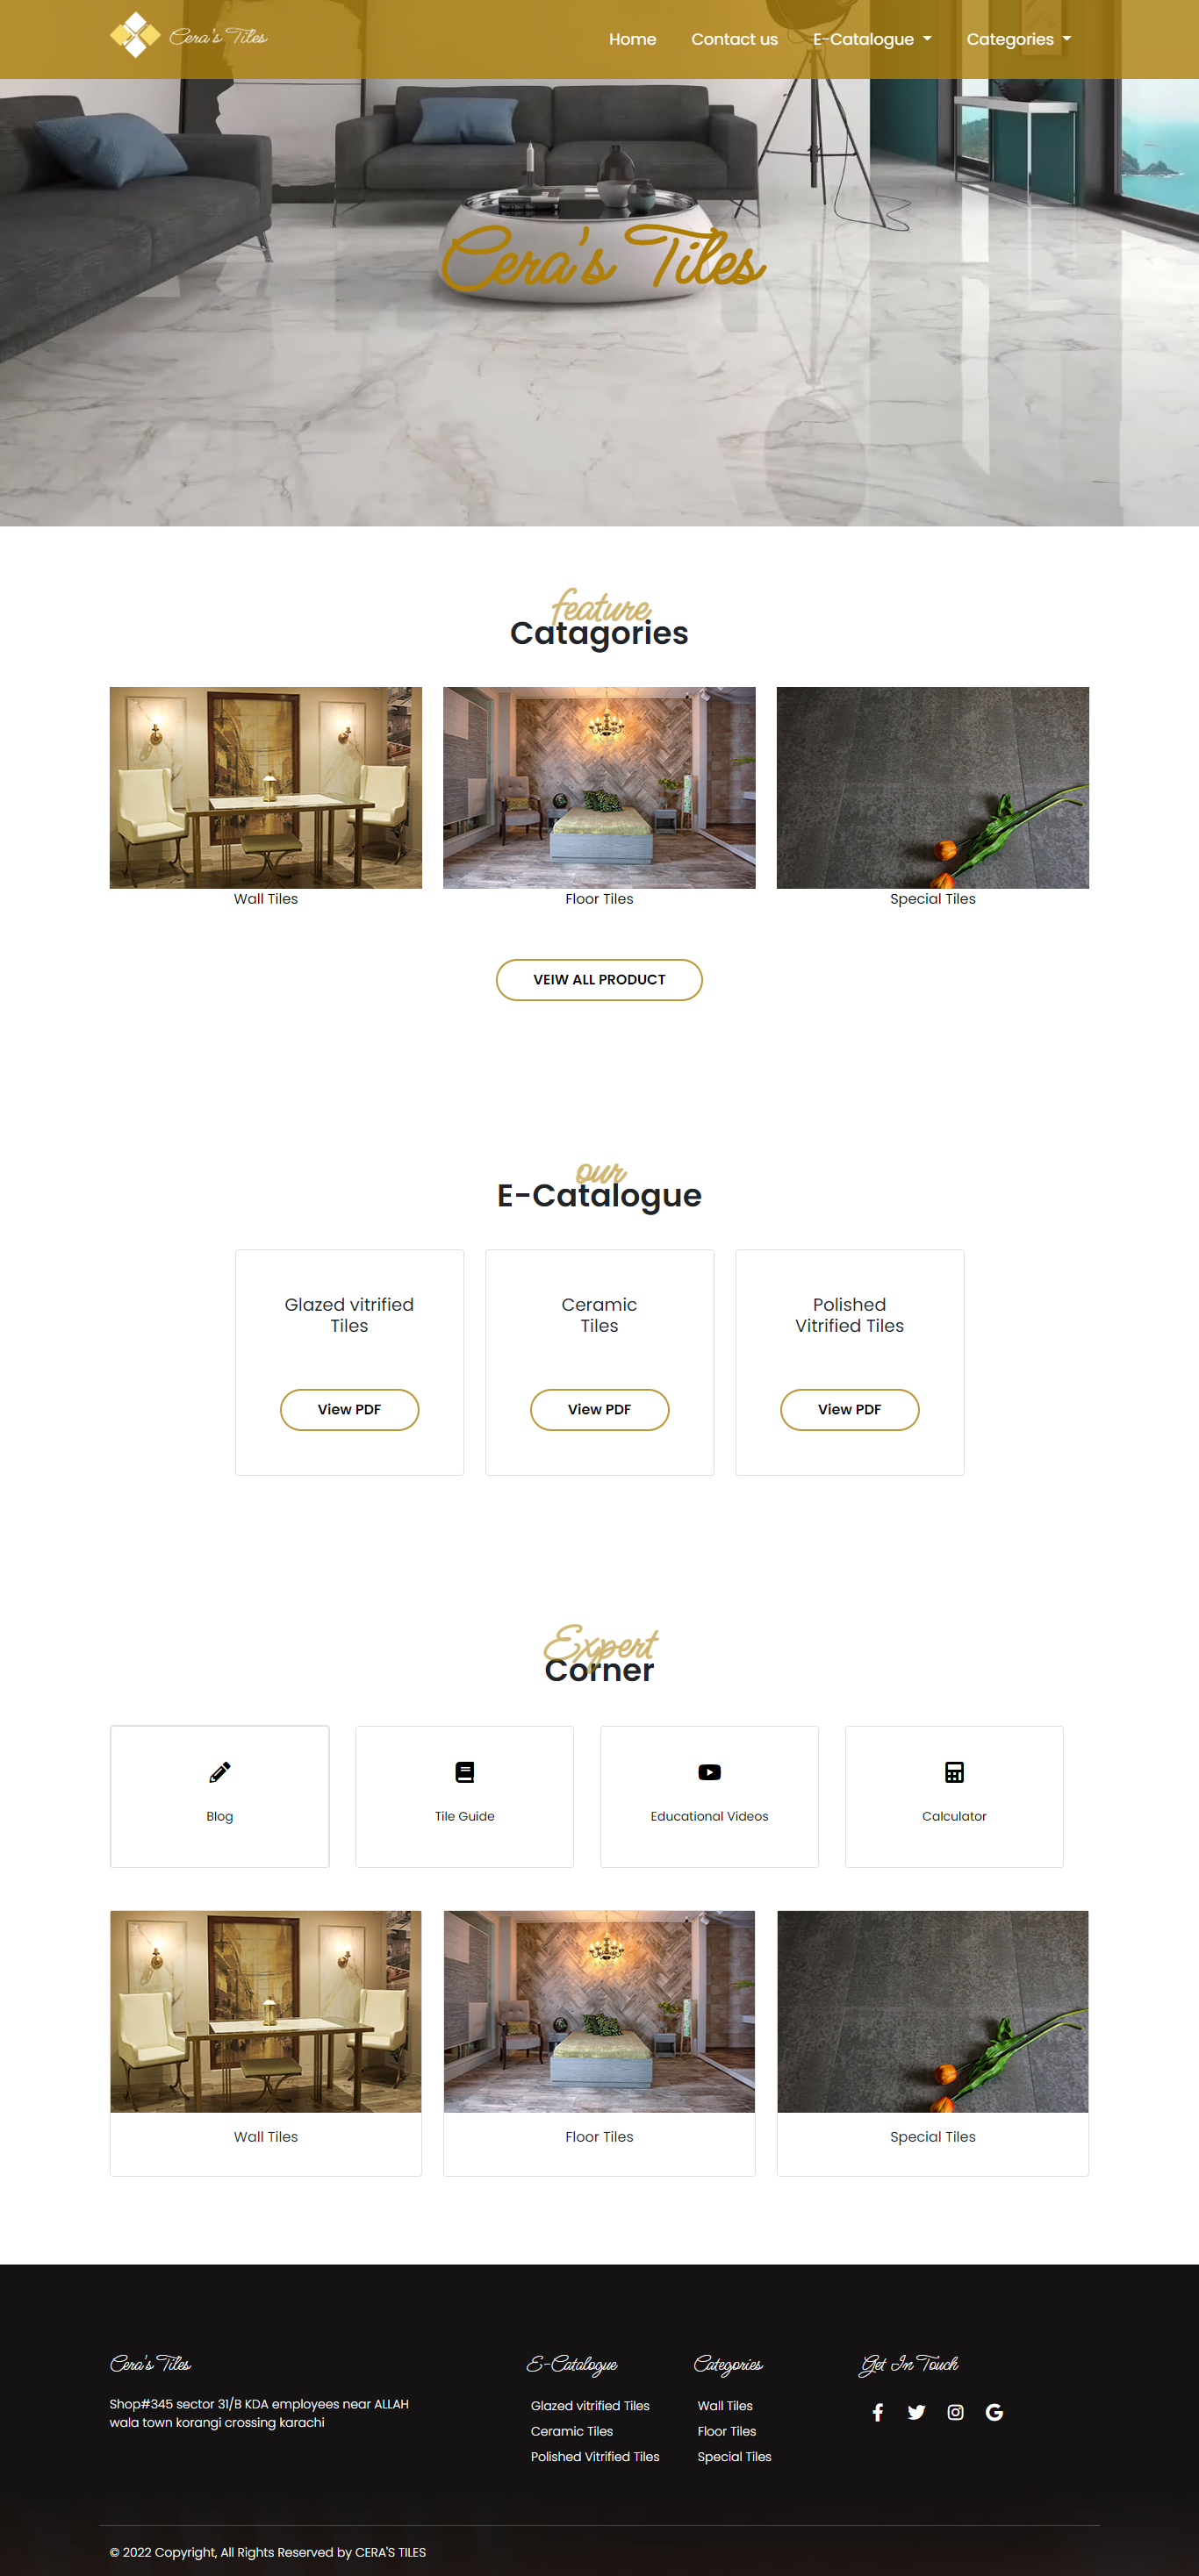 Cera's Tiles
Home Contact us E-Catalogue Categories
Cera's Tiles
feature
Catagories
Wall Tiles Floor Tiles Special Tiles
VEIW ALL PRODUCT
our
E-Catalogue
Glazed vitrified
Tiles
Ceramic
Tiles
Polished
Vitrified Tiles
View PDF View PDF View PDF
Expert
Corner
Blog Tile Guide Educational Videos Calculator
Wall Tiles Floor Tiles Special Tiles
Cera's Tiles
Shop#345 sector 31/B KDA employees near ALLAH
wala town korangi crossing karachi
E-Catalogue
Glazed vitrified Tiles
Ceramic Tiles
Polished Vitrified Tiles
Categories
Wall Tiles
Floor Tiles
Special Tiles
Get In Touch
© 2022 Copyright, All Rights Reserved by CERA'S TILES